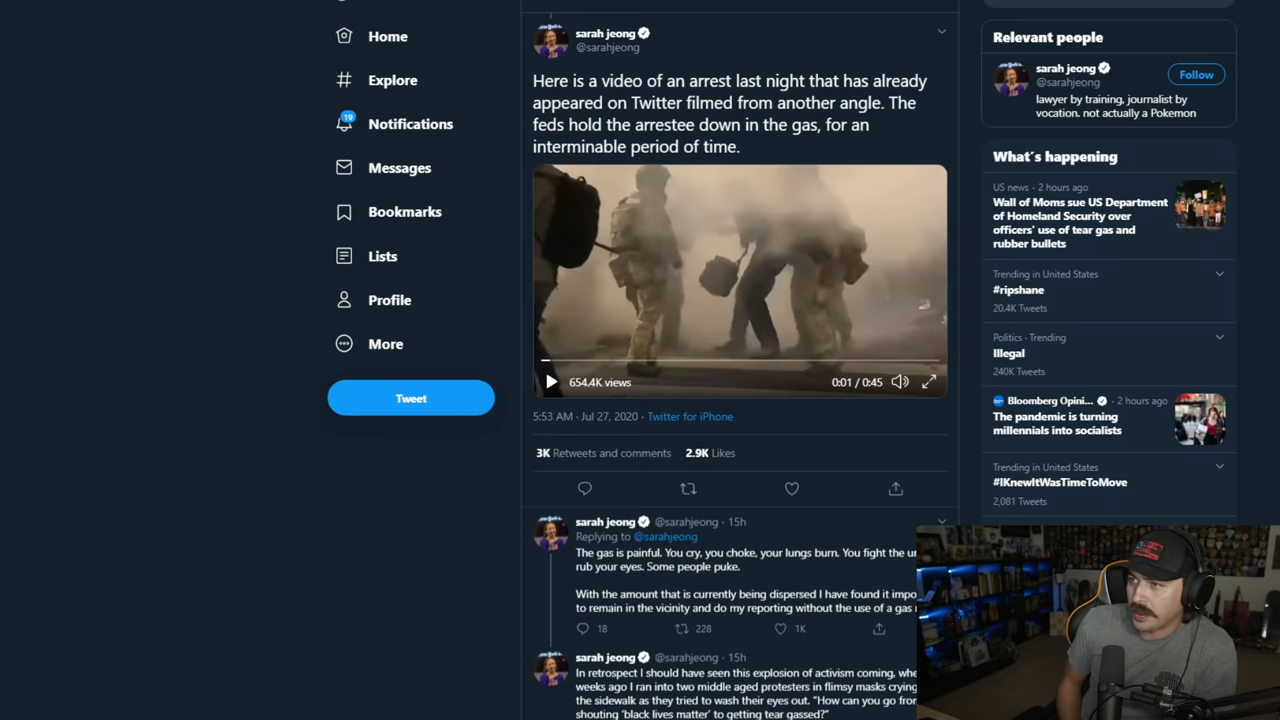 Home
Explore
19
Notifications
Messages
Bookmarks
Lists
Profile
More
Tweet
sarah jeong
@sarahjeong
Here is a video of an arrest last night that has already
appeared on Twitter filmed from another angle. The
feds hold the arrestee down in the gas, for an
interminable period of time.
654.4K views
0:01 / 0:45
5:53 AM · Jul 27, 2020 · Twitter for iPhone
3K Retweets and comments 2.9K Likes
sarah jeong @sarahjeong · 15h
Replying to @sarahjeong
The gas is painful. You cry, you choke, your lungs burn. You fight the
rub your eyes. Some people puke.
With the amount that is currently being dispersed I have found it
to remain in the vicinity and do my reporting without the use of a gas
18 228 1K
sarah jeong @sarahjeong · 15h
In retrospect I should have seen this explosion of activism coming,
weeks ago I ran into two middle aged protesters in flimsy masks crying
the sidewalk as they tried to wash their eyes out. "How can you go
shouting 'black lives matter' to getting tear gassed?"
Relevant people
sarah jeong
@sarahjeong
Follow
lawyer by training, journalist by
vocation. not actually a Pokemon
What's happening
US news · 2 hours ago
Wall of Moms sue US Department
of Homeland Security over
officers' use of tear gas and
rubber bullets
Trending in United States
#ripshane
20.4K Tweets
Politics · Trending
Illegal
240K Tweets
Bloomberg Opini... · 2 hours ago
The pandemic is turning
millennials into socialists
Trending in United States
#IKnewItWasTimeToMove
2,081 Tweets